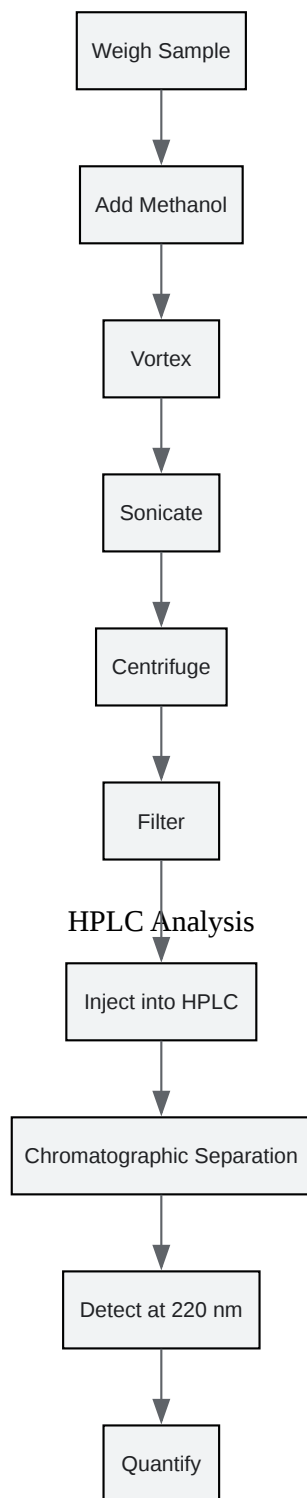 Weigh Sample
Add Methanol
Vortex
Sonicate
Centrifuge
Filter
HPLC Analysis
Inject into HPLC
Chromatographic Separation
Detect at 220 nm
Quantify